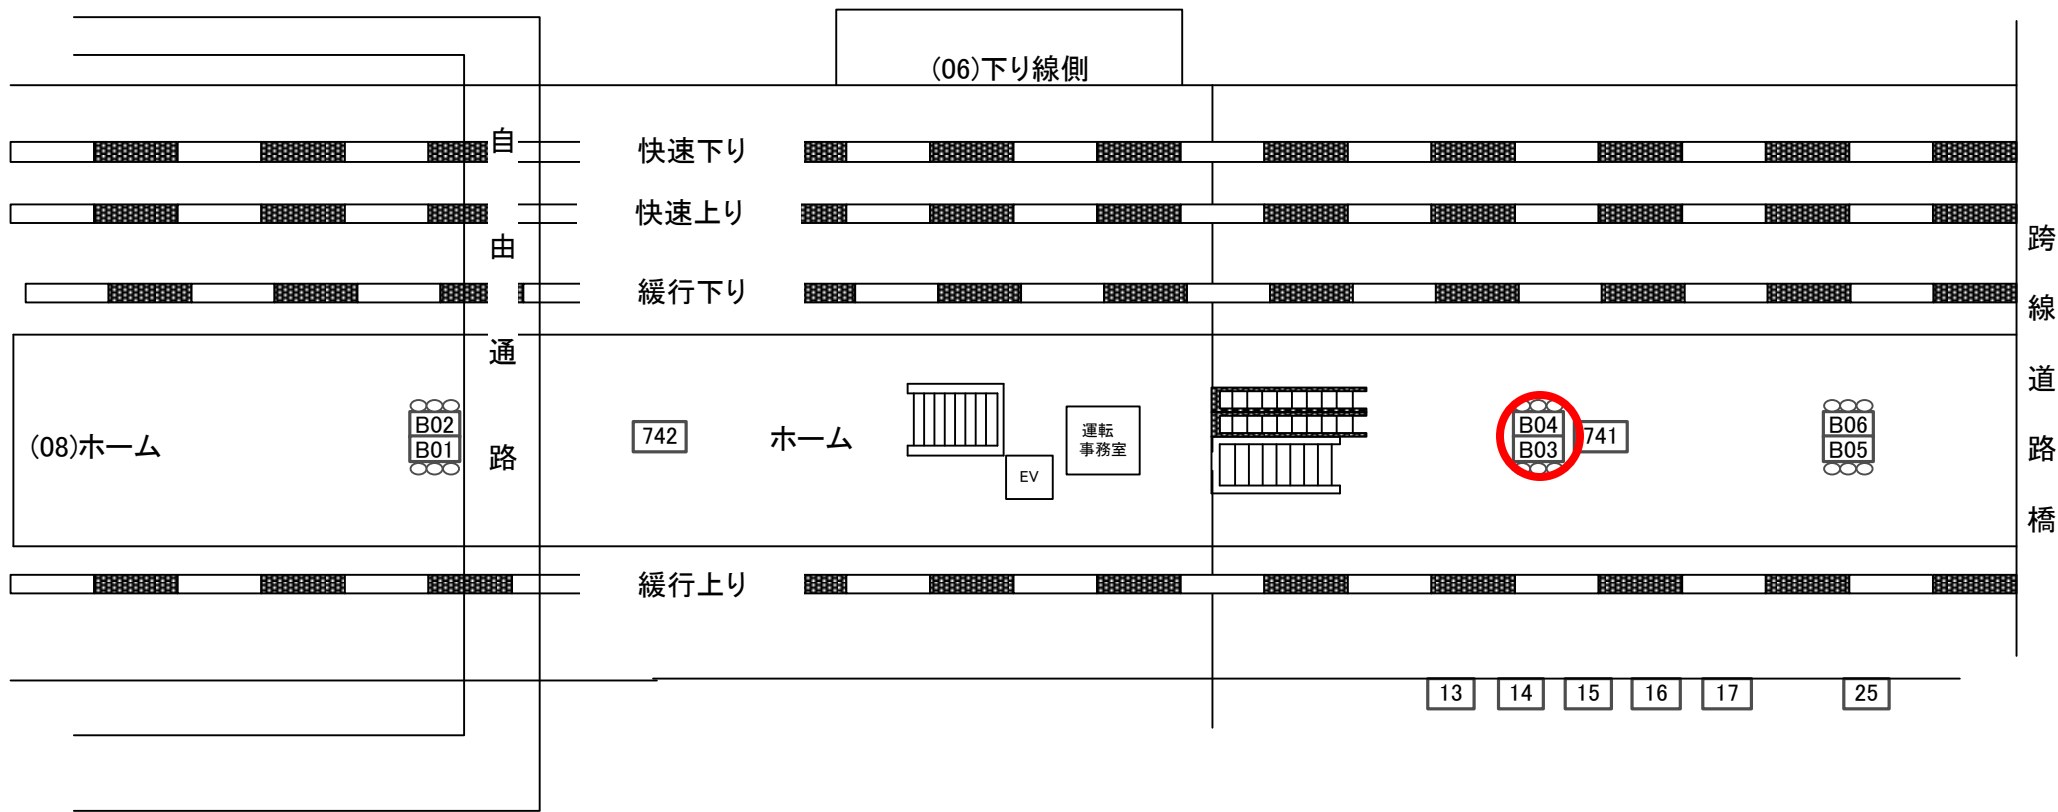 (06)下り線側
自由通路
快速下り
快速上り
緩行下り
跨線道路橋
(08)ホーム
B02
B01
742
ホーム
EV
運転
事務室
B04
B03
741
B06
B05
緩行上り
13
14
15
16
17
25